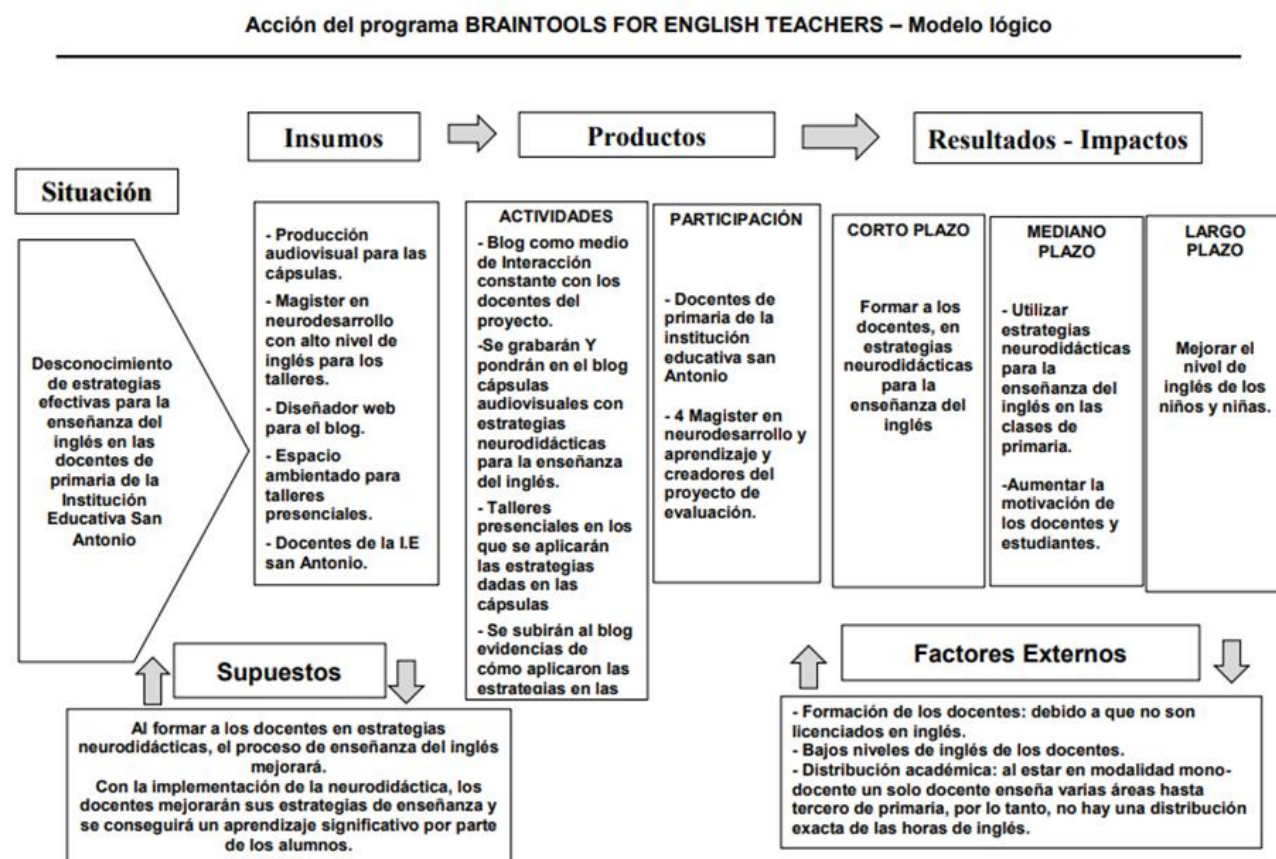 Acción del programa BRAINTOOLS FOR ENGLISH TEACHERS – Modelo lógico
Insumos
Productos
Resultados - Impactos
Situación
Desconocimiento
de estrategias
efectivas para la
enseñanza del
inglés en las
docentes de
primaria de la
Institución
Educativa San
Antonio
- Producción
audiovisual para las
cápsulas.
- Magister en
neurodesarrollo
con alto nivel de
inglés para los
talleres.
- Diseñador web
para el blog.
- Espacio
ambientado para
talleres
presenciales.
- Docentes de la I.E
san Antonio.
ACTIVIDADES
- Blog como medio
de Interacción
constante con los
docentes del
proyecto.
-Se grabarán Y
pondrán en el blog
cápsulas
audiovisuales con
estrategias
neurodidácticas
para la enseñanza
del inglés.
- Talleres
presenciales en los
que se aplicarán
las estrategias
dadas en las
cápsulas
- Se subirán al blog
evidencias de
cómo aplicaron las
estrategias en las
PARTICIPACIÓN
- Docentes de
primaria de la
institución
educativa san
Antonio
- 4 Magister en
neurodesarrollo y
aprendizaje y
creadores del
proyecto de
evaluación.
CORTO PLAZO
Formar a los
docentes, en
estrategias
neurodidácticas
para la
enseñanza del
inglés
MEDIANO
PLAZO
- Utilizar
estrategias
neurodidácticas
para la
enseñanza del
inglés en las
clases de
primaria.
-Aumentar la
motivación de
los docentes y
estudiantes.
LARGO
PLAZO
Mejorar el
nivel de
inglés de los
niños y niñas.
Supuestos
Al formar a los docentes en estrategias
neurodidácticas, el proceso de enseñanza del inglés
mejorará.
Con la implementación de la neurodidáctica, los
docentes mejorarán sus estrategias de enseñanza y
se conseguirá un aprendizaje significativo por parte
de los alumnos.
Factores Externos
- Formación de los docentes: debido a que no son
licenciados en inglés.
- Bajos niveles de inglés de los docentes.
- Distribución académica: al estar en modalidad mono-
docente un solo docente enseña varias áreas hasta
tercero de primaria, por lo tanto, no hay una distribución
exacta de las horas de inglés.